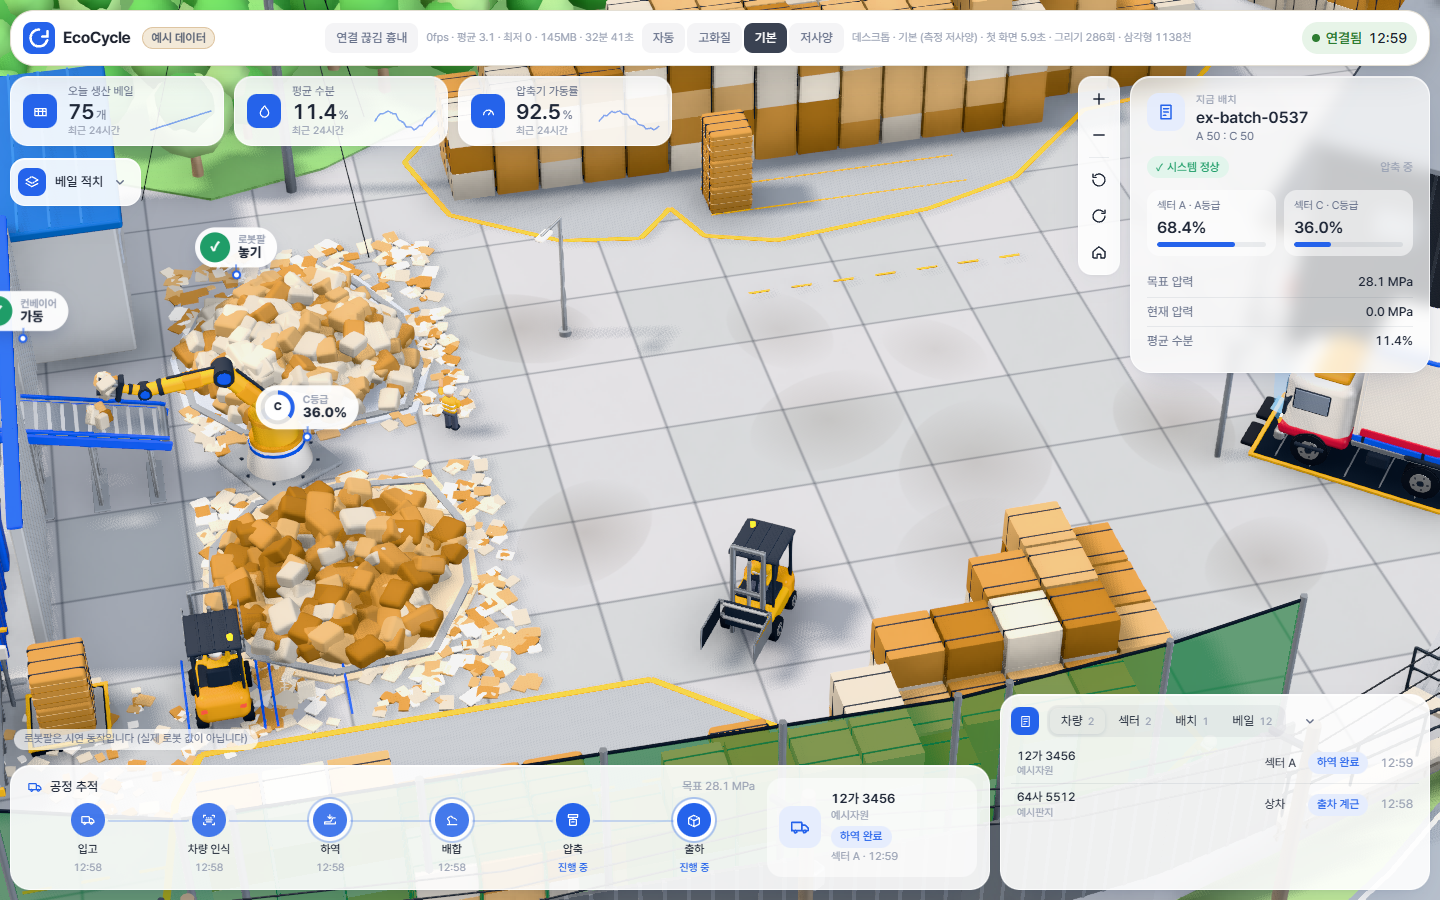 EcoCycle
예시 데이터
연결 끊김 흉내
0fps · 평균 3.1 · 최저 0 · 145MB · 32분 41초
자동
고화질
기본
저사양
데스크톱 · 기본 (측정 저사양) · 첫 화면 5.9초 · 그리기 286회 · 삼각형 1138천
연결됨 12:59
오늘 생산 베일
75개
최근 24시간
평균 수분
11.4%
최근 24시간
압축기 가동률
92.5%
최근 24시간
베일 적치
지금 배치
ex-batch-0537
A 50 : C 50
✓ 시스템 정상
압축 중
섹터 A · A등급
68.4%
섹터 C · C등급
36.0%
목표 압력 28.1 MPa
현재 압력 0.0 MPa
평균 수분 11.4%
로봇팔
놓기
컨베이어
가동
C
C등급
36.0%
로봇팔은 시연 동작입니다 (실제 로봇 값이 아닙니다)
공정 추적
목표 28.1 MPa
입고
12:58
차량 인식
12:58
하역
12:58
배합
12:58
압축
진행 중
출하
진행 중
12가 3456
예시자원
하역 완료
섹터 A · 12:59
차량 2
섹터 2
배치 1
베일 12
12가 3456
예시자원
섹터 A
하역 완료
12:59
64사 5512
예시판지
상차
출차 계근
12:58